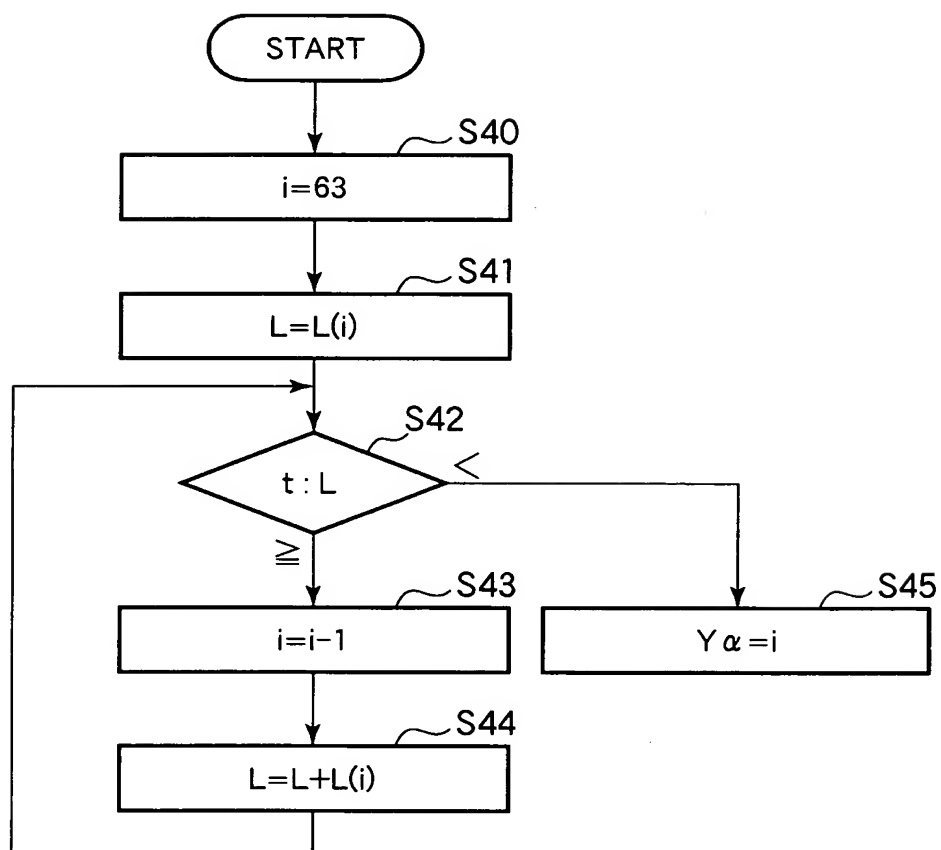 START
S40
i=63
S41
L=L(i)
S42
t : L
<
≧
S43
i=i-1
S45
Yα=i
S44
L=L+L(i)